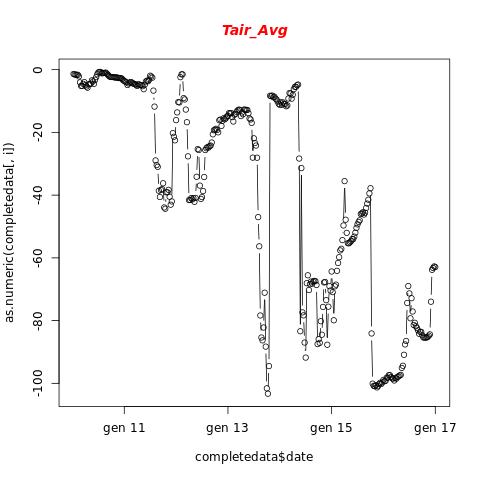 Tair_Avg
as.numeric(completedata[, i])
0
-20
-40
-60
-80
-100
gen 11
gen 13
gen 15
gen 17
completedata$date